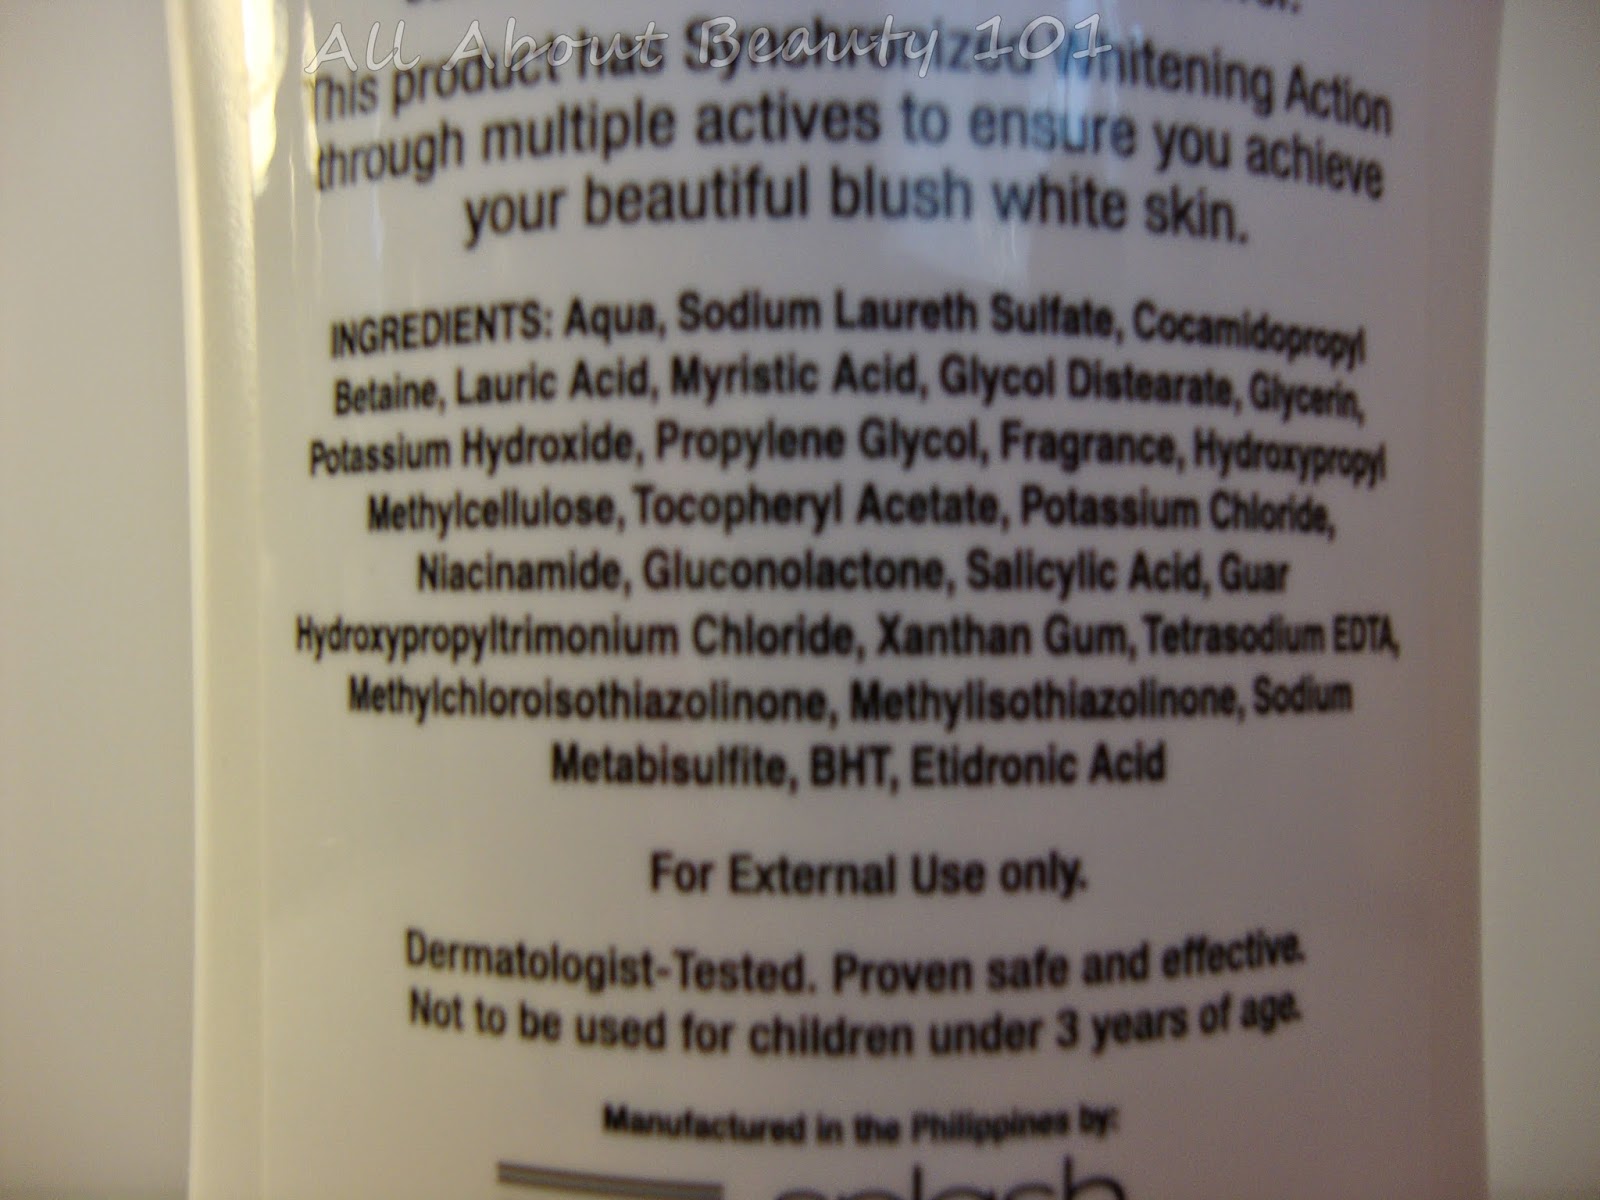 All About Beauty 101
This product has Synchronized Whitening Action
through multiple actives to ensure you achieve
your beautiful blush white skin.
INGREDIENTS: Aqua, Sodium Laureth Sulfate, Cocamidopropyl
Betaine, Lauric Acid, Myristic Acid, Glycol Distearate, Glycerin,
Potassium Hydroxide, Propylene Glycol, Fragrance, Hydroxypropyl
Methylcellulose, Tocopheryl Acetate, Potassium Chloride,
Niacinamide, Gluconolactone, Salicylic Acid, Guar
Hydroxypropyltrimonium Chloride, Xanthan Gum, Tetrasodium EDTA,
Methylchloroisothiazolinone, Methylisothiazolinone, Sodium
Metabisulfite, BHT, Etidronic Acid
For External Use only.
Dermatologist-Tested. Proven safe and effective.
Not to be used for children under 3 years of age.
Manufactured in the Philippines by:
splash